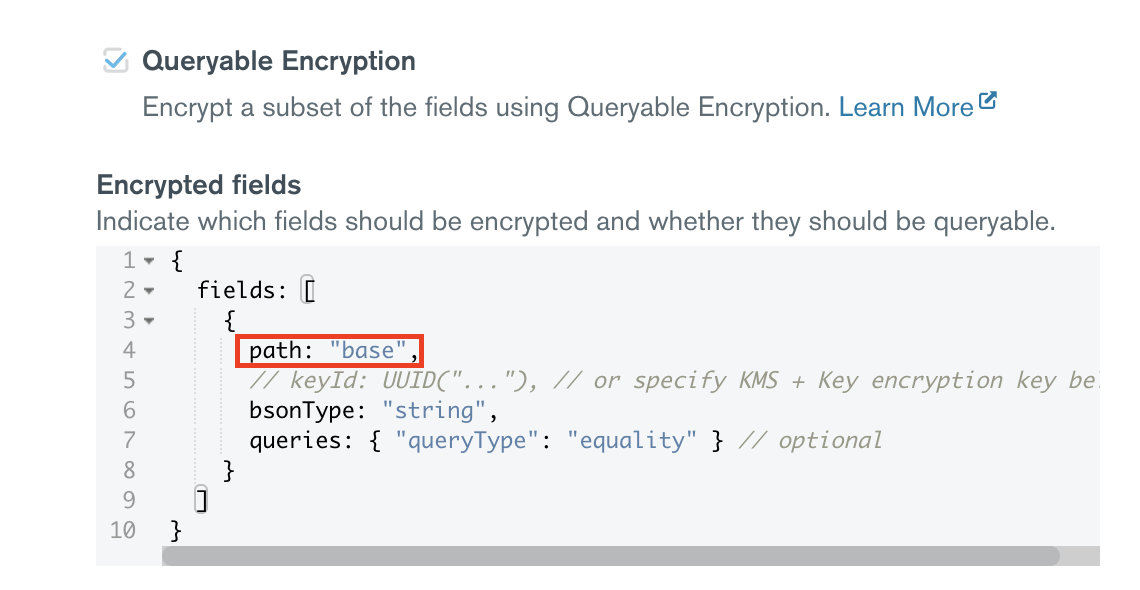 Queryable Encryption
Encrypt a subset of the fields using Queryable Encryption. Learn More
Encrypted fields
Indicate which fields should be encrypted and whether they should be queryable.
1 {
2 fields: [
3 {
4 path: "base",
5 // keyId: UUID("..."), // or specify KMS + Key encryption key
6 bsonType: "string",
7 queries: { "queryType": "equality" } // optional
8 }
9 ]
10 }